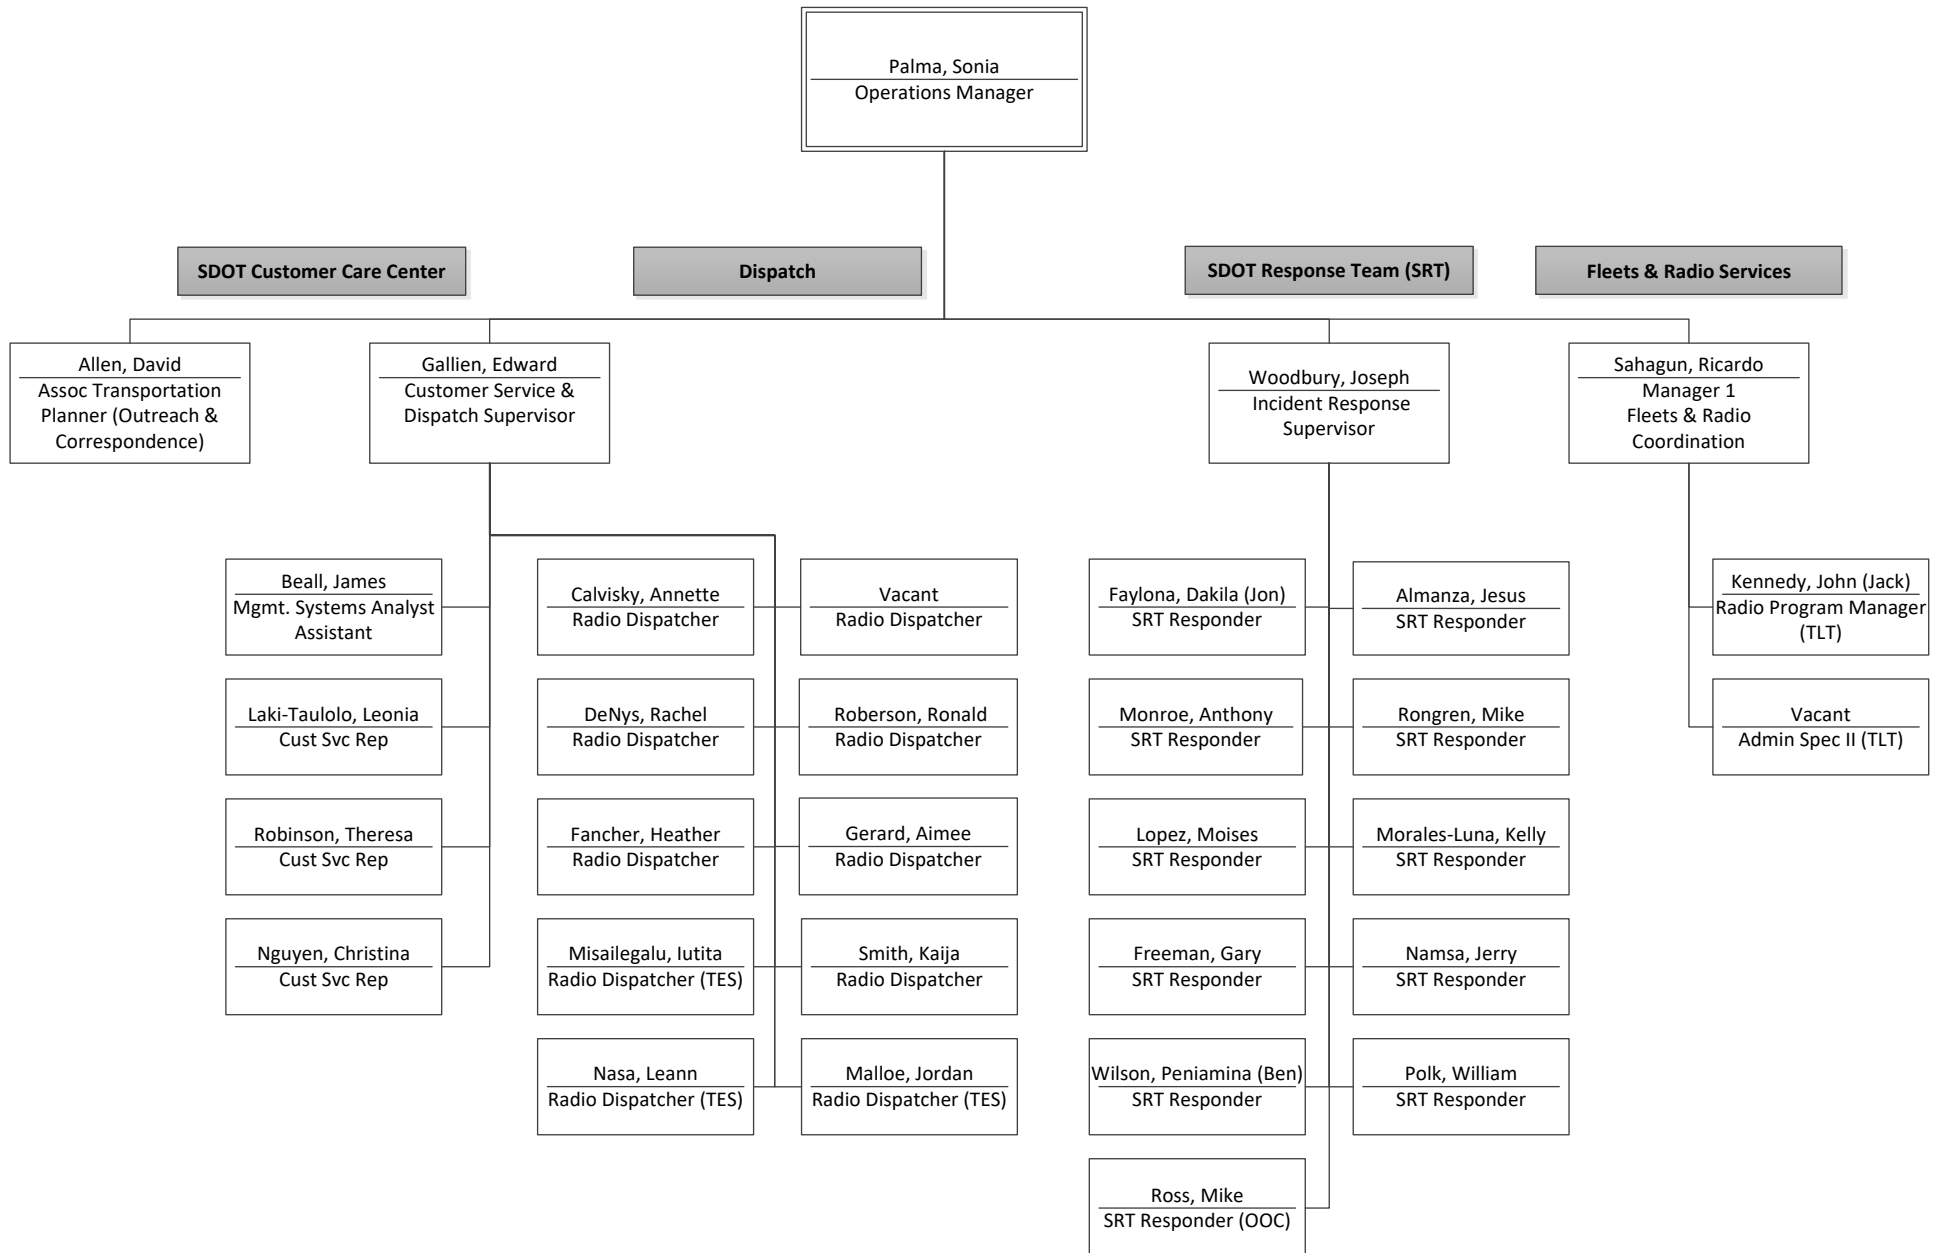 Palma, Sonia
Operations Manager
SDOT Customer Care Center
Dispatch
SDOT Response Team (SRT)
Fleets & Radio Services
Allen, David
Assoc Transportation
Planner (Outreach &
Correspondence)
Gallien, Edward
Customer Service &
Dispatch Supervisor
Woodbury, Joseph
Incident Response
Supervisor
Sahagun, Ricardo
Manager 1
Fleets & Radio
Coordination
Beall, James
Mgmt. Systems Analyst
Assistant
Calvisky, Annette
Radio Dispatcher
Vacant
Radio Dispatcher
Faylona, Dakila (Jon)
SRT Responder
Almanza, Jesus
SRT Responder
Kennedy, John (Jack)
Radio Program Manager
(TLT)
Laki-Taulolo, Leonia
Cust Svc Rep
DeNys, Rachel
Radio Dispatcher
Roberson, Ronald
Radio Dispatcher
Monroe, Anthony
SRT Responder
Rongren, Mike
SRT Responder
Vacant
Admin Spec II (TLT)
Robinson, Theresa
Cust Svc Rep
Fancher, Heather
Radio Dispatcher
Gerard, Aimee
Radio Dispatcher
Lopez, Moises
SRT Responder
Morales-Luna, Kelly
SRT Responder
Nguyen, Christina
Cust Svc Rep
Misailegalu, Iutita
Radio Dispatcher (TES)
Smith, Kaija
Radio Dispatcher
Freeman, Gary
SRT Responder
Namsa, Jerry
SRT Responder
Nasa, Leann
Radio Dispatcher (TES)
Malloe, Jordan
Radio Dispatcher (TES)
Wilson, Peniamina (Ben)
SRT Responder
Polk, William
SRT Responder
Ross, Mike
SRT Responder (OOC)